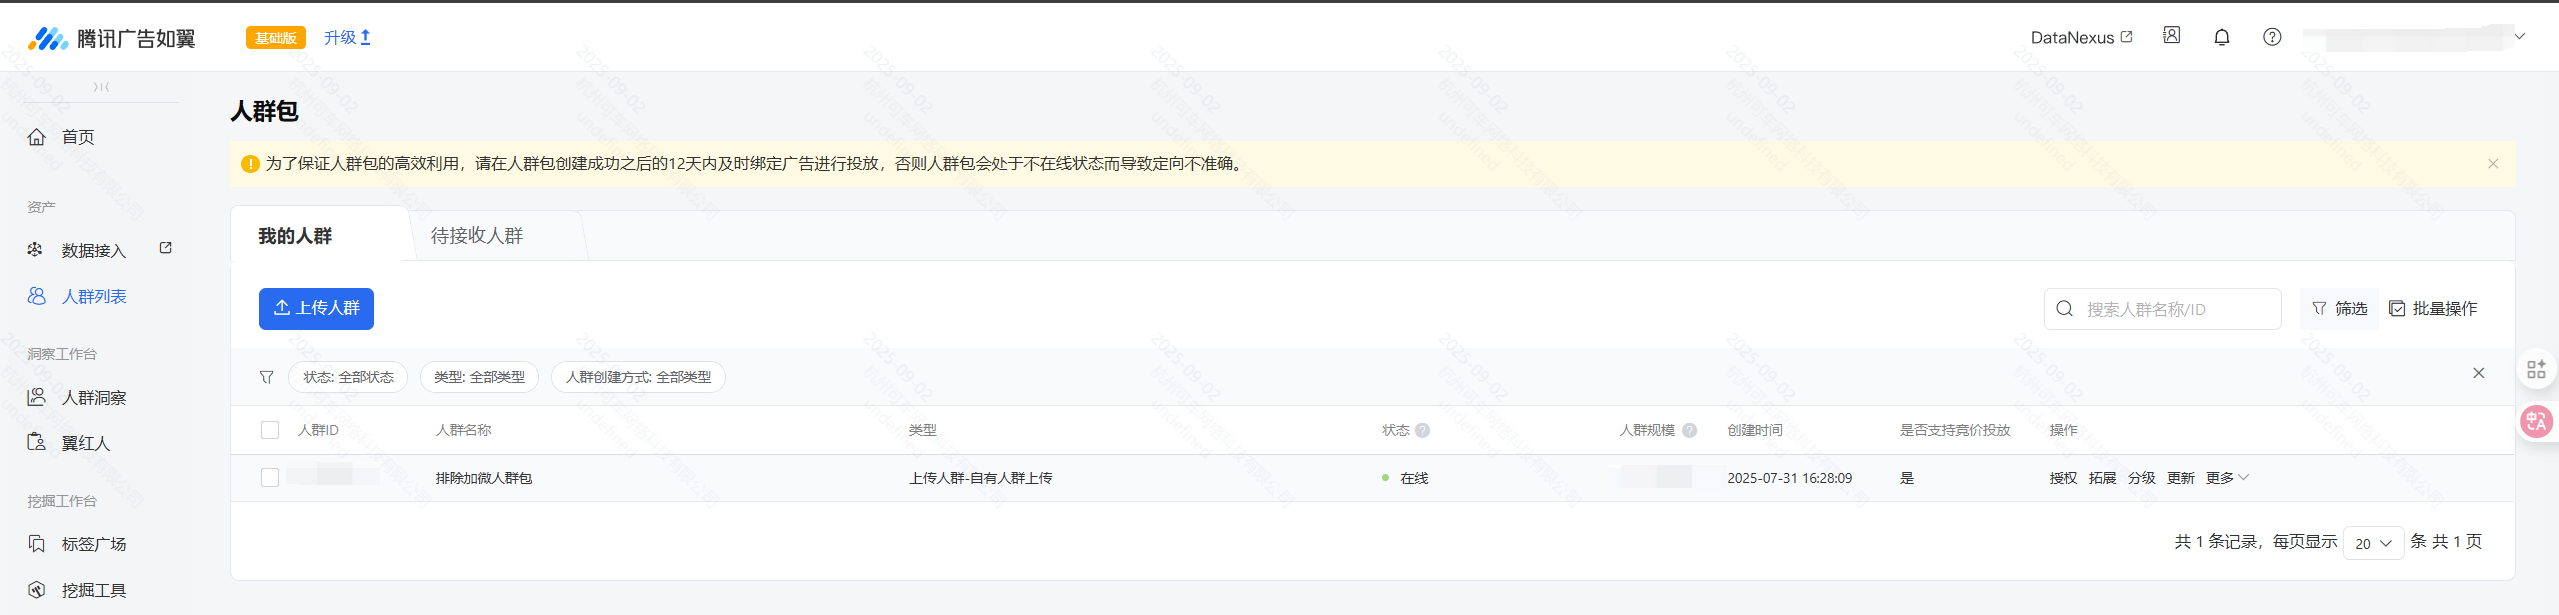 腾讯广告如翼 基础版 升级 DataNexus
首页
资产
数据接入
人群列表
洞察工作台
人群洞察
翼红人
挖掘工作台
标签广场
挖掘工具
人群包
为了保证人群包的高效利用，请在人群包创建成功之后的12天内及时绑定广告进行投放，否则人群包会处于不在线状态而导致定向不准确。
我的人群 待接收人群
上传人群 搜索人群名称/ID 筛选 批量操作
状态: 全部状态 类型: 全部类型 人群创建方式: 全部类型
人群ID 人群名称 类型 状态 人群规模 创建时间 是否支持竞价投放 操作
排除加微人群包 上传人群-自有人群上传 在线 2025-07-31 16:28:09 是 授权 拓展 分级 更新 更多
共 1 条记录，每页显示 20 条 共 1 页
2025-09-02
undefined